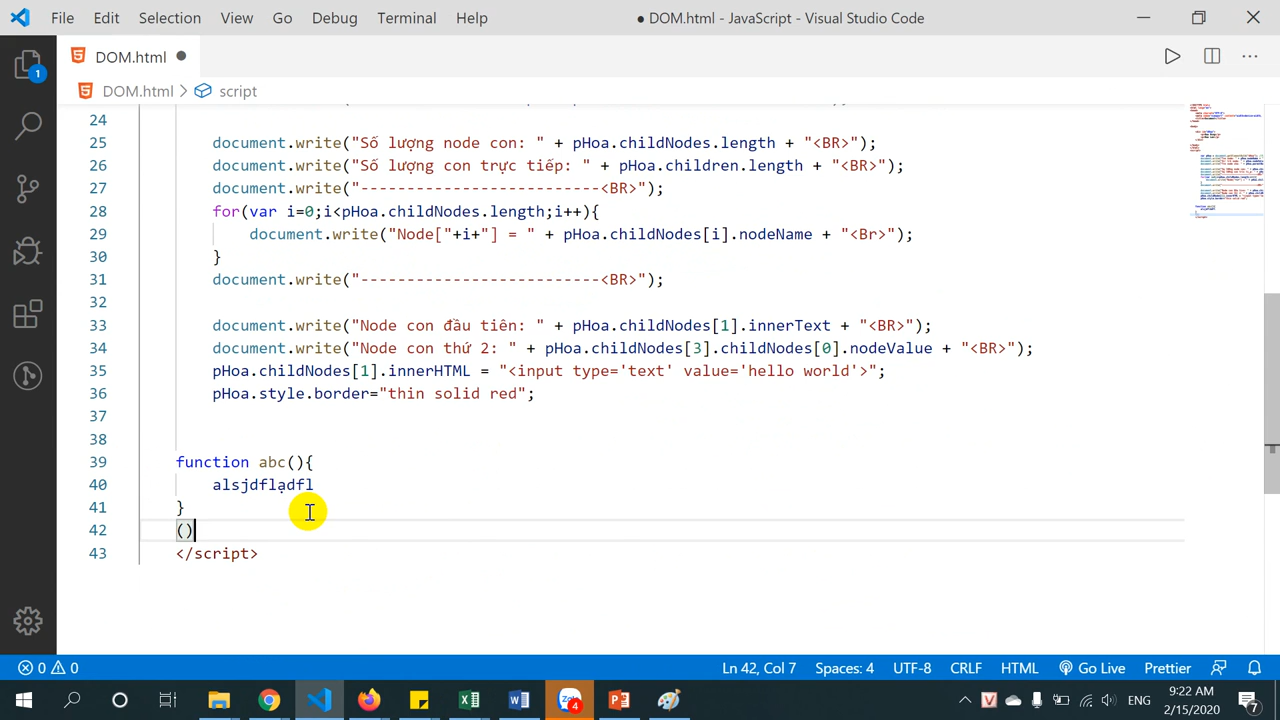 File Edit Selection View Go Debug Terminal Help ● DOM.html - JavaScript - Visual Studio Code
DOM.html ●
DOM.html > script
24
25 document.write("Số lượng node con: " + pHoa.childNodes.length + "<BR>");
26 document.write("Số lượng con trực tiếp: " + pHoa.children.length + "<BR>");
27 document.write("--------------------------<BR>");
28 for(var i=0;i<pHoa.childNodes.length;i++){
29 document.write("Node["+i+"] = " + pHoa.childNodes[i].nodeName + "<Br>");
30 }
31 document.write("--------------------------<BR>");
32
33 document.write("Node con đầu tiên: " + pHoa.childNodes[1].innerText + "<BR>");
34 document.write("Node con thứ 2: " + pHoa.childNodes[3].childNodes[0].nodeValue + "<BR>");
35 pHoa.childNodes[1].innerHTML = "<input type='text' value='hello world'>";
36 pHoa.style.border="thin solid red";
37
38
39 function abc(){
40 alsjdflạdfl
41 }
42 ()
43 </script>
1
0 0
Ln 42, Col 7 Spaces: 4 UTF-8 CRLF HTML Go Live Prettier
4
ENG
9:22 AM
2/15/2020
7